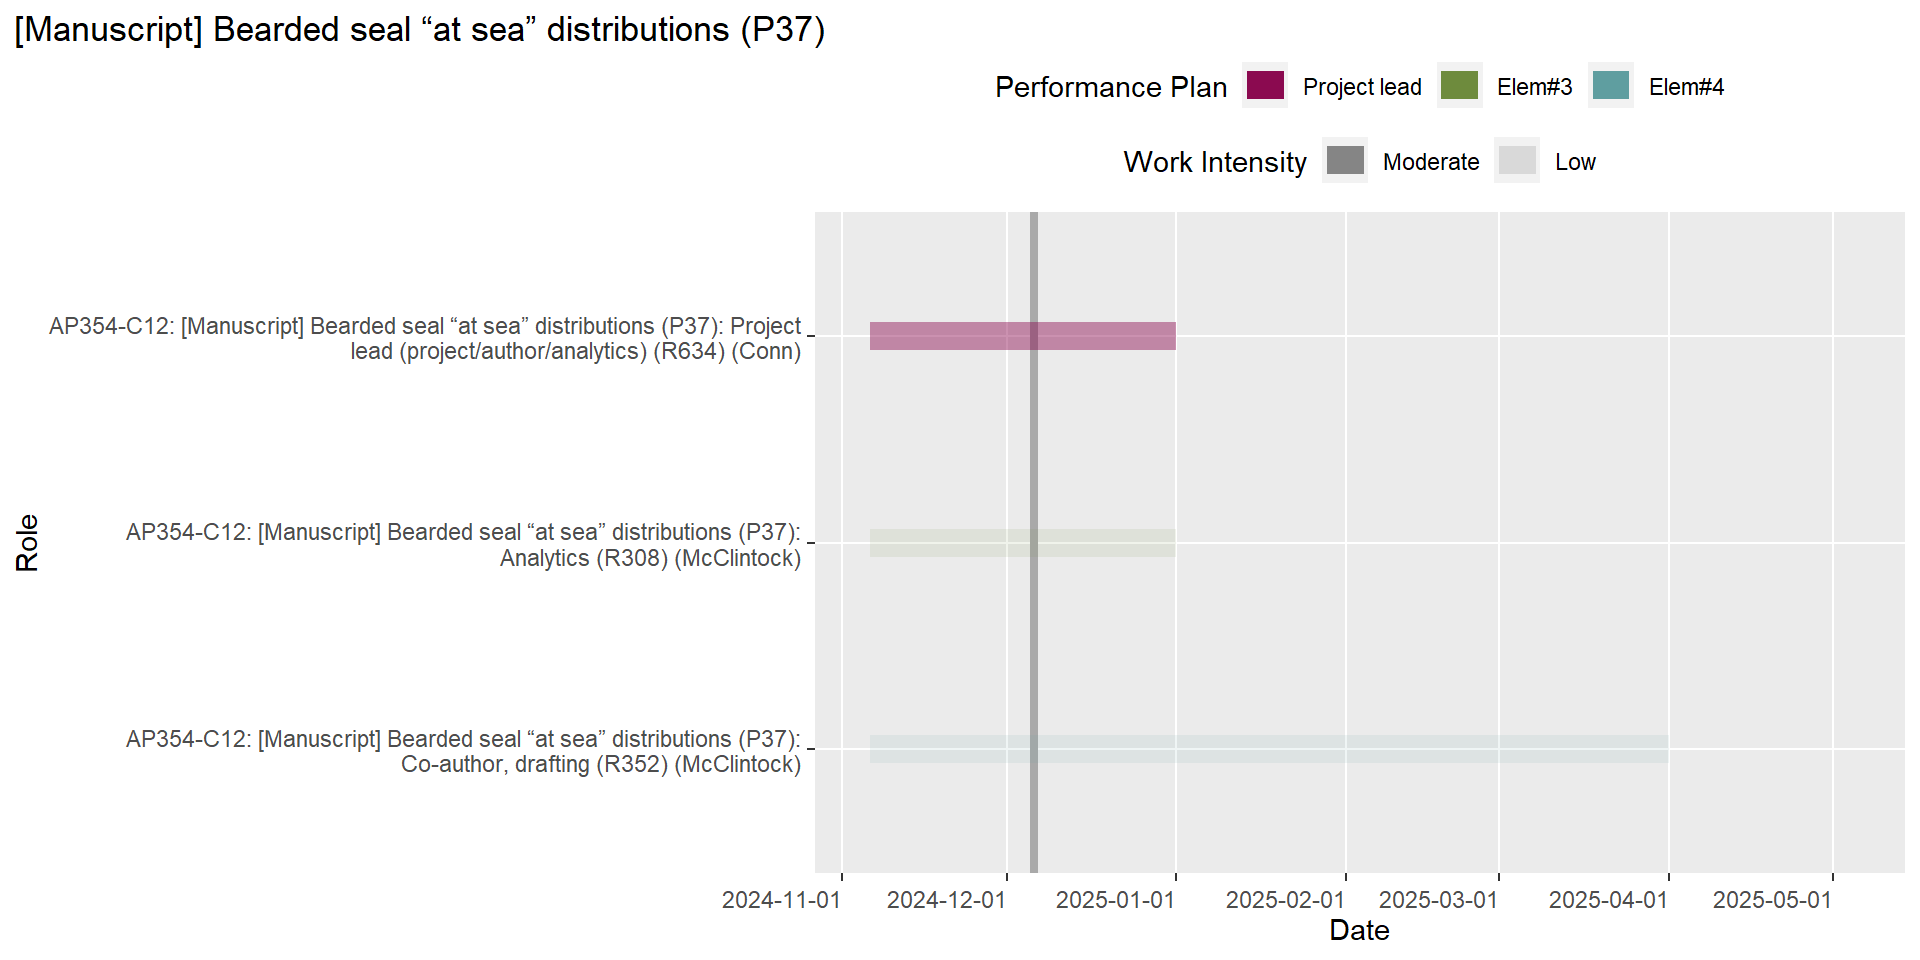 [Manuscript] Bearded seal “at sea” distributions (P37)
Performance Plan Project lead Elem#3 Elem#4
Work Intensity Moderate Low
AP354-C12: [Manuscript] Bearded seal “at sea” distributions (P37): Project
lead (project/author/analytics) (R634) (Conn)
AP354-C12: [Manuscript] Bearded seal “at sea” distributions (P37):
Analytics (R308) (McClintock)
AP354-C12: [Manuscript] Bearded seal “at sea” distributions (P37):
Co-author, drafting (R352) (McClintock)
Role
2024-11-01 2024-12-01 2025-01-01 2025-02-01 2025-03-01 2025-04-01 2025-05-01
Date